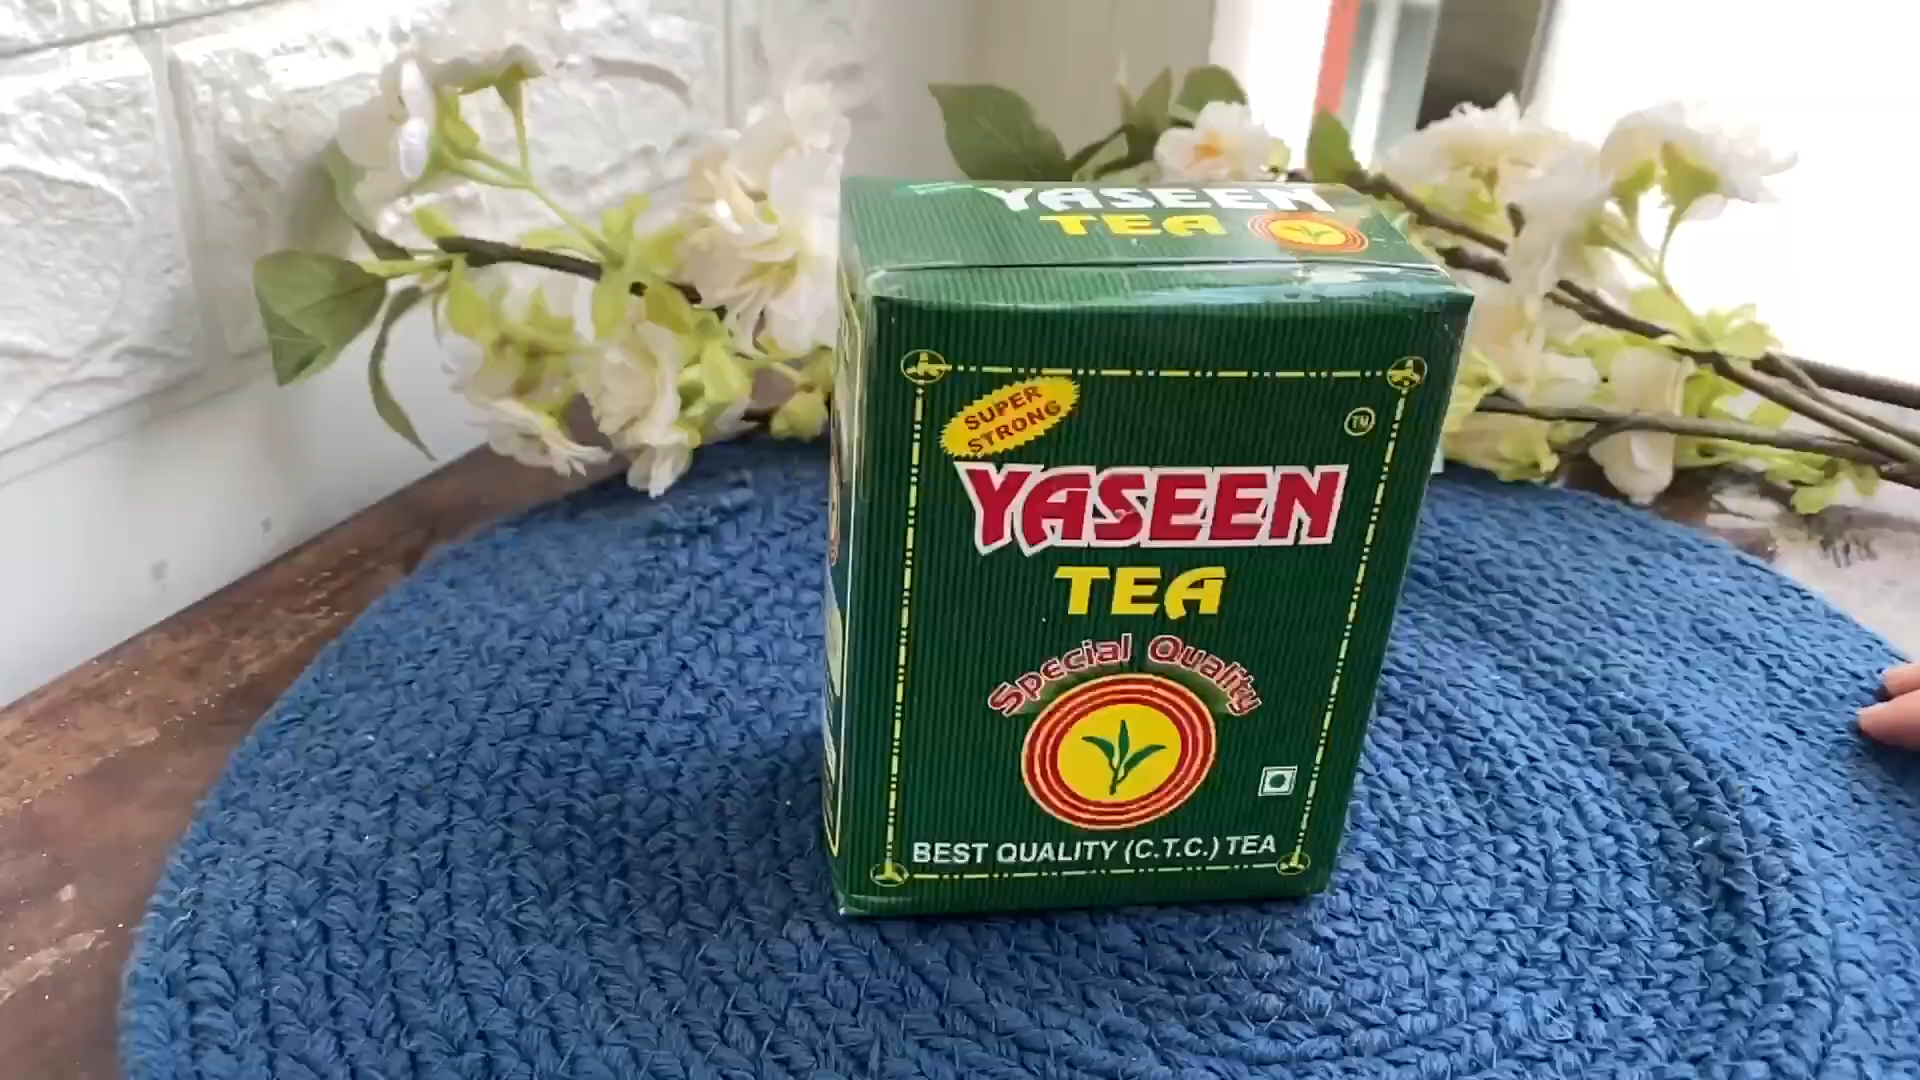 YASEEN
TEA
SUPER
STRONG
TM
YASEEN
TEA
Special Quality
BEST QUALITY (C.T.C.) TEA